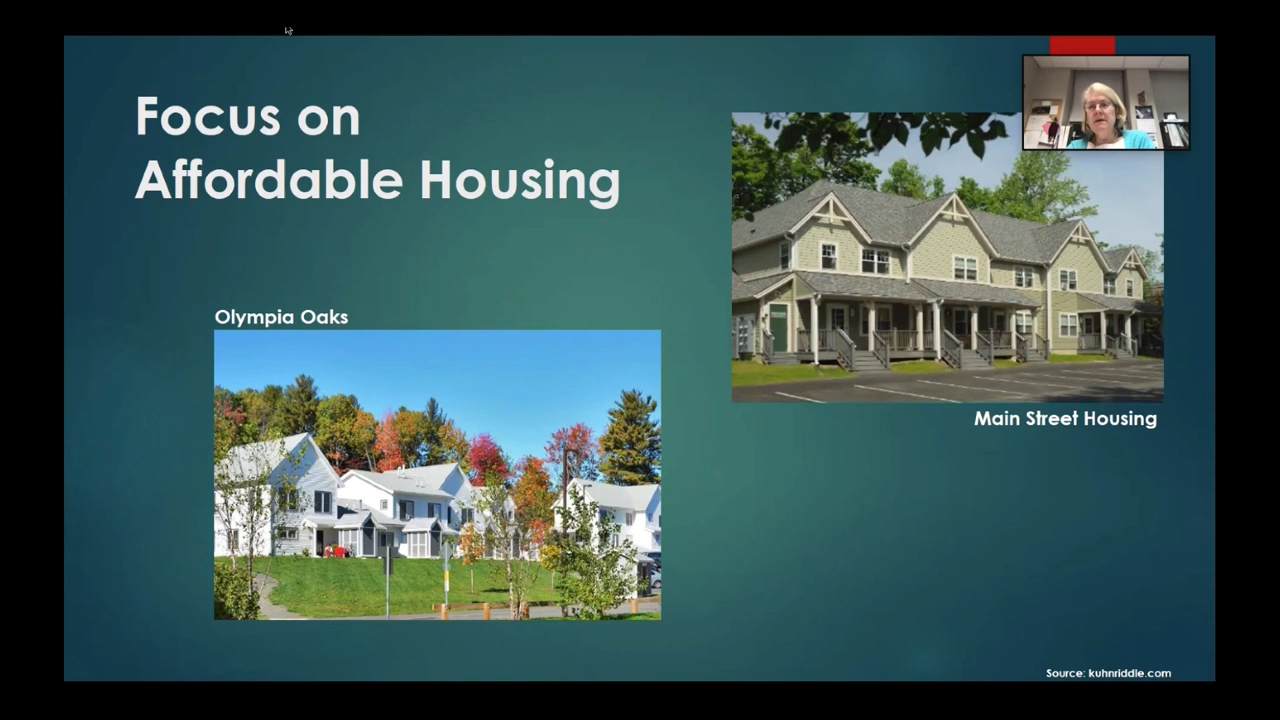 Focus on
Affordable Housing
Olympia Oaks
Main Street Housing
Source: kuhnriddle.com